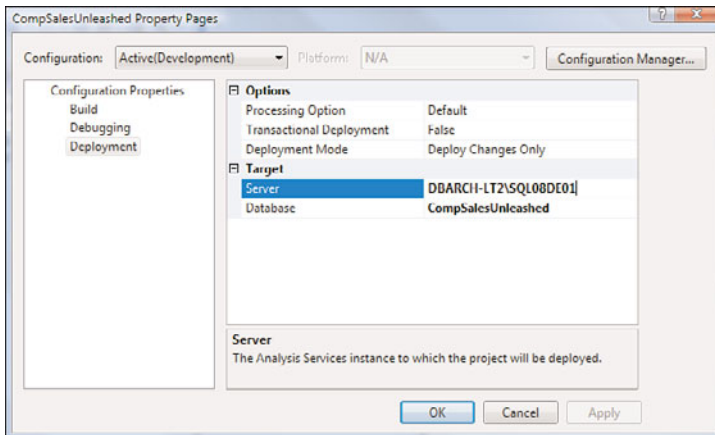 CompSalesUnleashed Property Pages
Configuration: Active(Development) Platform: N/A Configuration Manager...
Configuration Properties
Build
Debugging
Deployment
Options
Processing Option Default
Transactional Deployment False
Deployment Mode Deploy Changes Only
Target
Server DBARCH-LT2\SQL08DE01
Database CompSalesUnleashed
Server
The Analysis Services instance to which the project will be deployed.
OK Cancel Apply